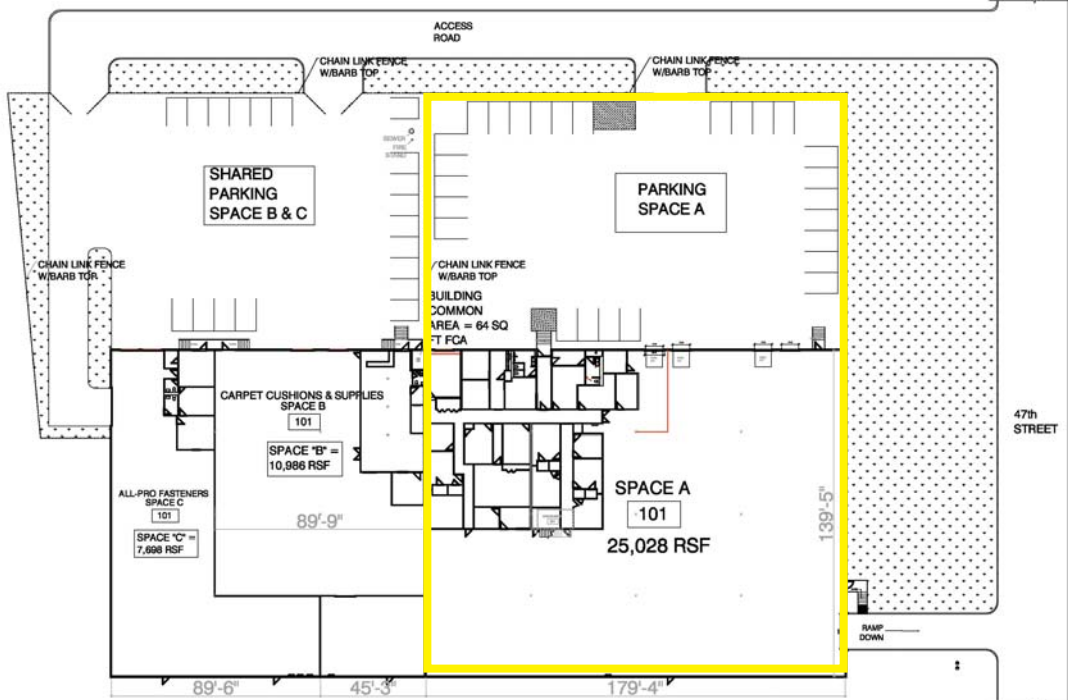 ACCESS
ROAD
CHAIN LINK FENCE
W/BARB TOP
CHAIN LINK FENCE
W/BARB TOP
SHARED
PARKING
SPACE B & C
PARKING
SPACE A
CHAIN LINK FENCE
W/BARB TOP
CHAIN LINK FENCE
W/BARB TOP
BUILDING
COMMON
AREA = 64 SQ
FT FCA
CARPET CUSHIONS & SUPPLIES
SPACE B
101
SPACE "B" =
10,986 RSF
47th
STREET
ALL-PRO FASTENERS
SPACE C
101
SPACE "C" =
7,698 RSF
89'-9"
SPACE A
101
25,028 RSF
139'-5"
RAMP
DOWN
89'-6"
45'-3"
179'-4"